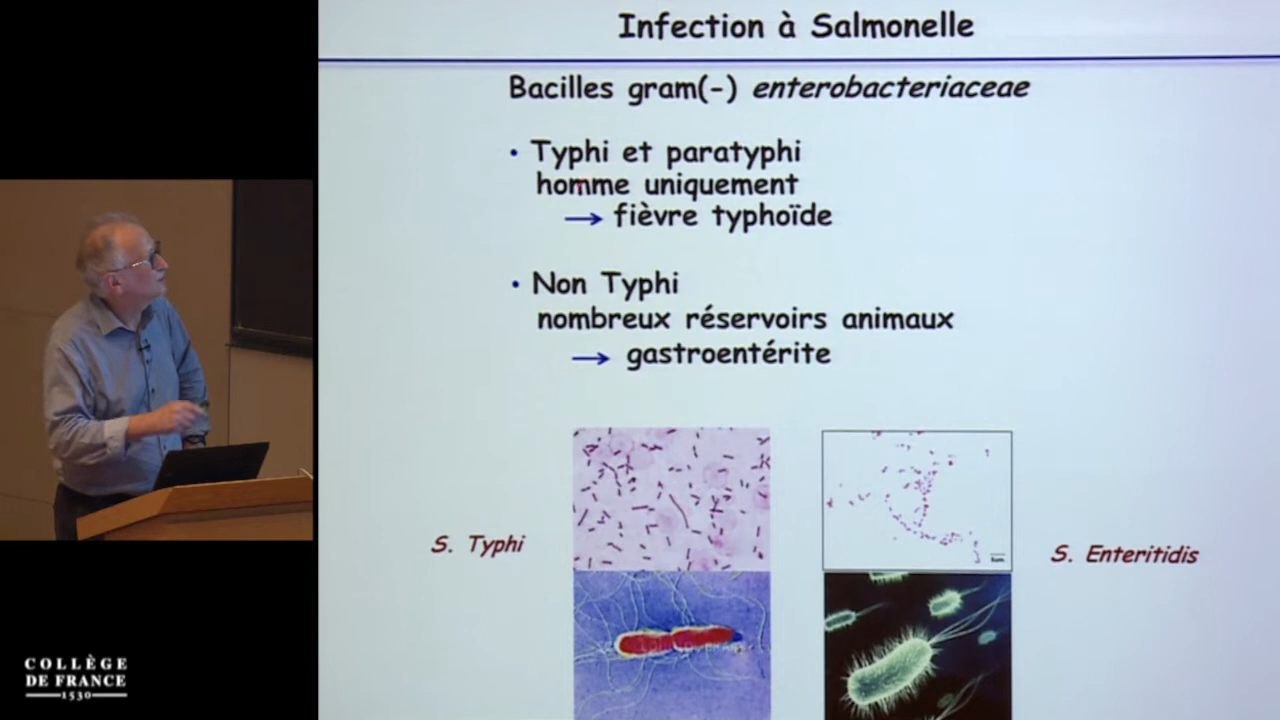 Infection à Salmonelle
Bacilles gram(-) enterobacteriaceae
• Typhi et paratyphi
homme uniquement
→ fièvre typhoïde
• Non Typhi
nombreux réservoirs animaux
→ gastroentérite
S. Typhi
S. Enteritidis
COLLÈGE
DE FRANCE
1530